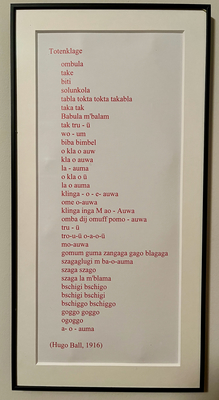 Totenklage
ombula
take
biti
solunkola
tabla tokta tokta takabla
taka tak
Babula m'balam
tak tru - ü
wo - um
biba bimbel
o kla o auw
kla o auwa
la - auma
o kla o ü
la o auma
klinga - o - e- auwa
ome o-auwa
klinga inga M ao - Auwa
omba dij omuff pomo - auwa
tru - ü
tro-u-ü o-a-o-ü
mo-auwa
gomum guma zangaga gago blagaga
szagaglugi m ba-o-auma
szaga szago
szaga la m'blama
bschigi bschigo
bschigi bschigi
bschiggo bschiggo
goggo goggo
ogoggo
a- o - auma
(Hugo Ball, 1916)